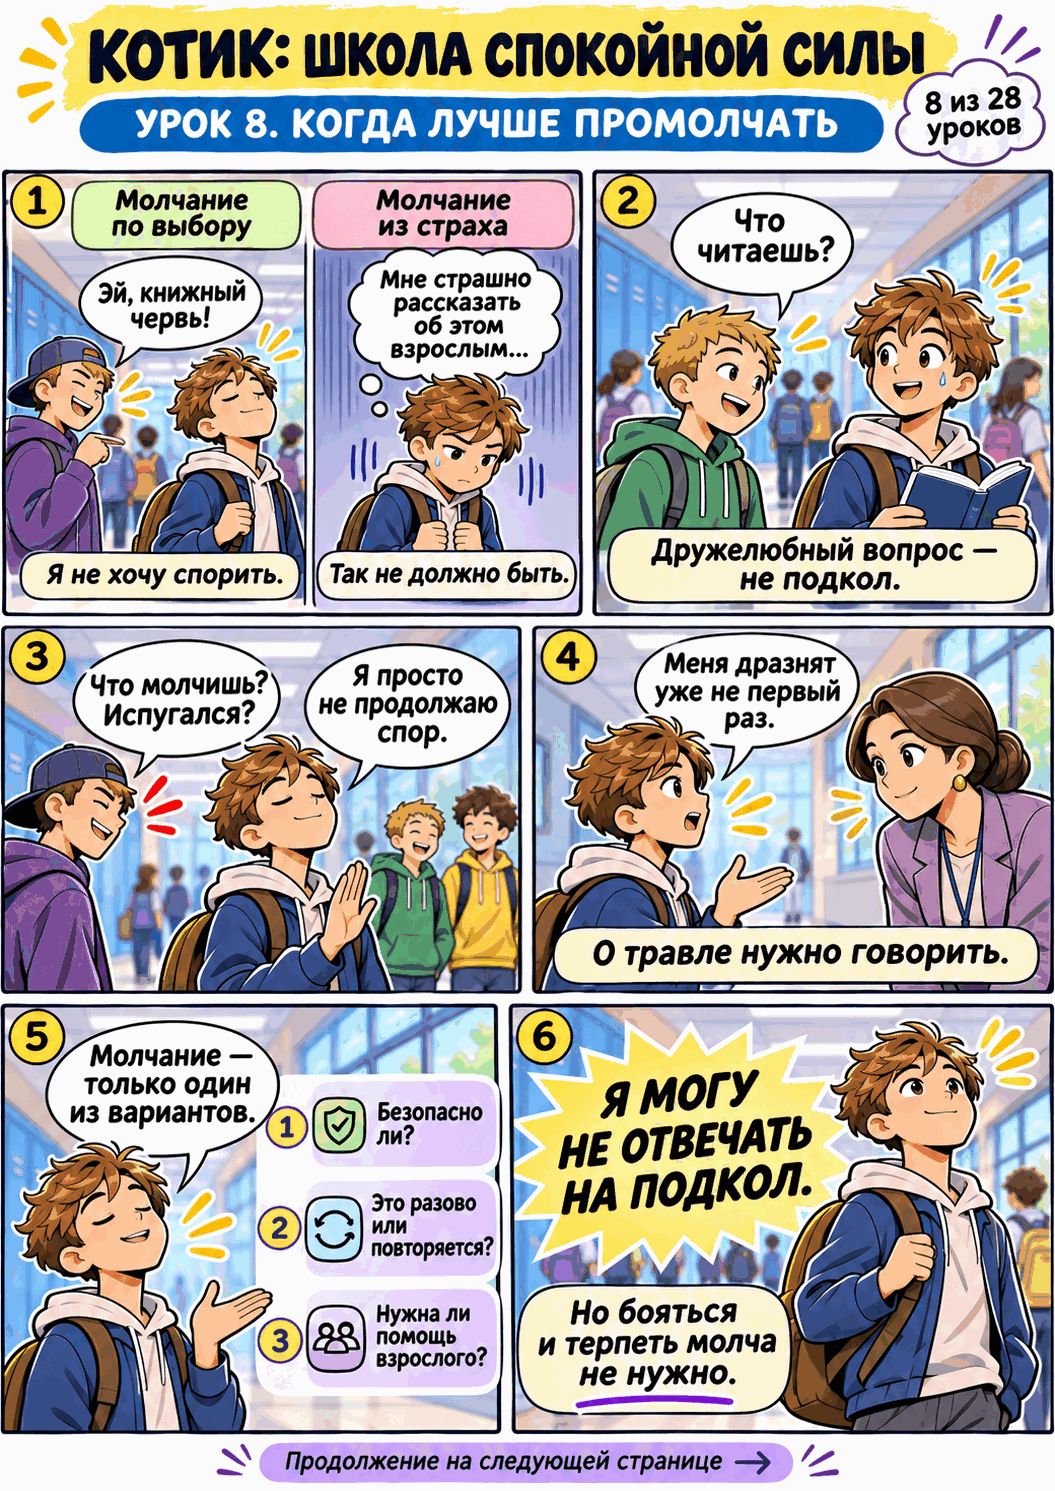 КОТИК: ШКОЛА СПОКОЙНОЙ СИЛЫ
УРОК 8. КОГДА ЛУЧШЕ ПРОМОЛЧАТЬ
8 из 28
уроков
1
Молчание
по выбору
Эй, книжный
червь!
Я не хочу спорить.
Молчание
из страха
Мне страшно
рассказать
об этом
взрослым...
Так не должно быть.
2
Что
читаешь?
Дружелюбный вопрос —
не подкол.
3
Что молчишь?
Испугался?
Я просто
не продолжаю
спор.
4
Меня дразнят
уже не первый
раз.
О травле нужно говорить.
5
Молчание —
только один
из вариантов.
1
Безопасно
ли?
2
Это разово
или
повторяется?
3
Нужна ли
помощь
взрослого?
6
Я МОГУ
НЕ ОТВЕЧАТЬ
НА ПОДКОЛ.
Но бояться
и терпеть молча
не нужно.
Продолжение на следующей странице →